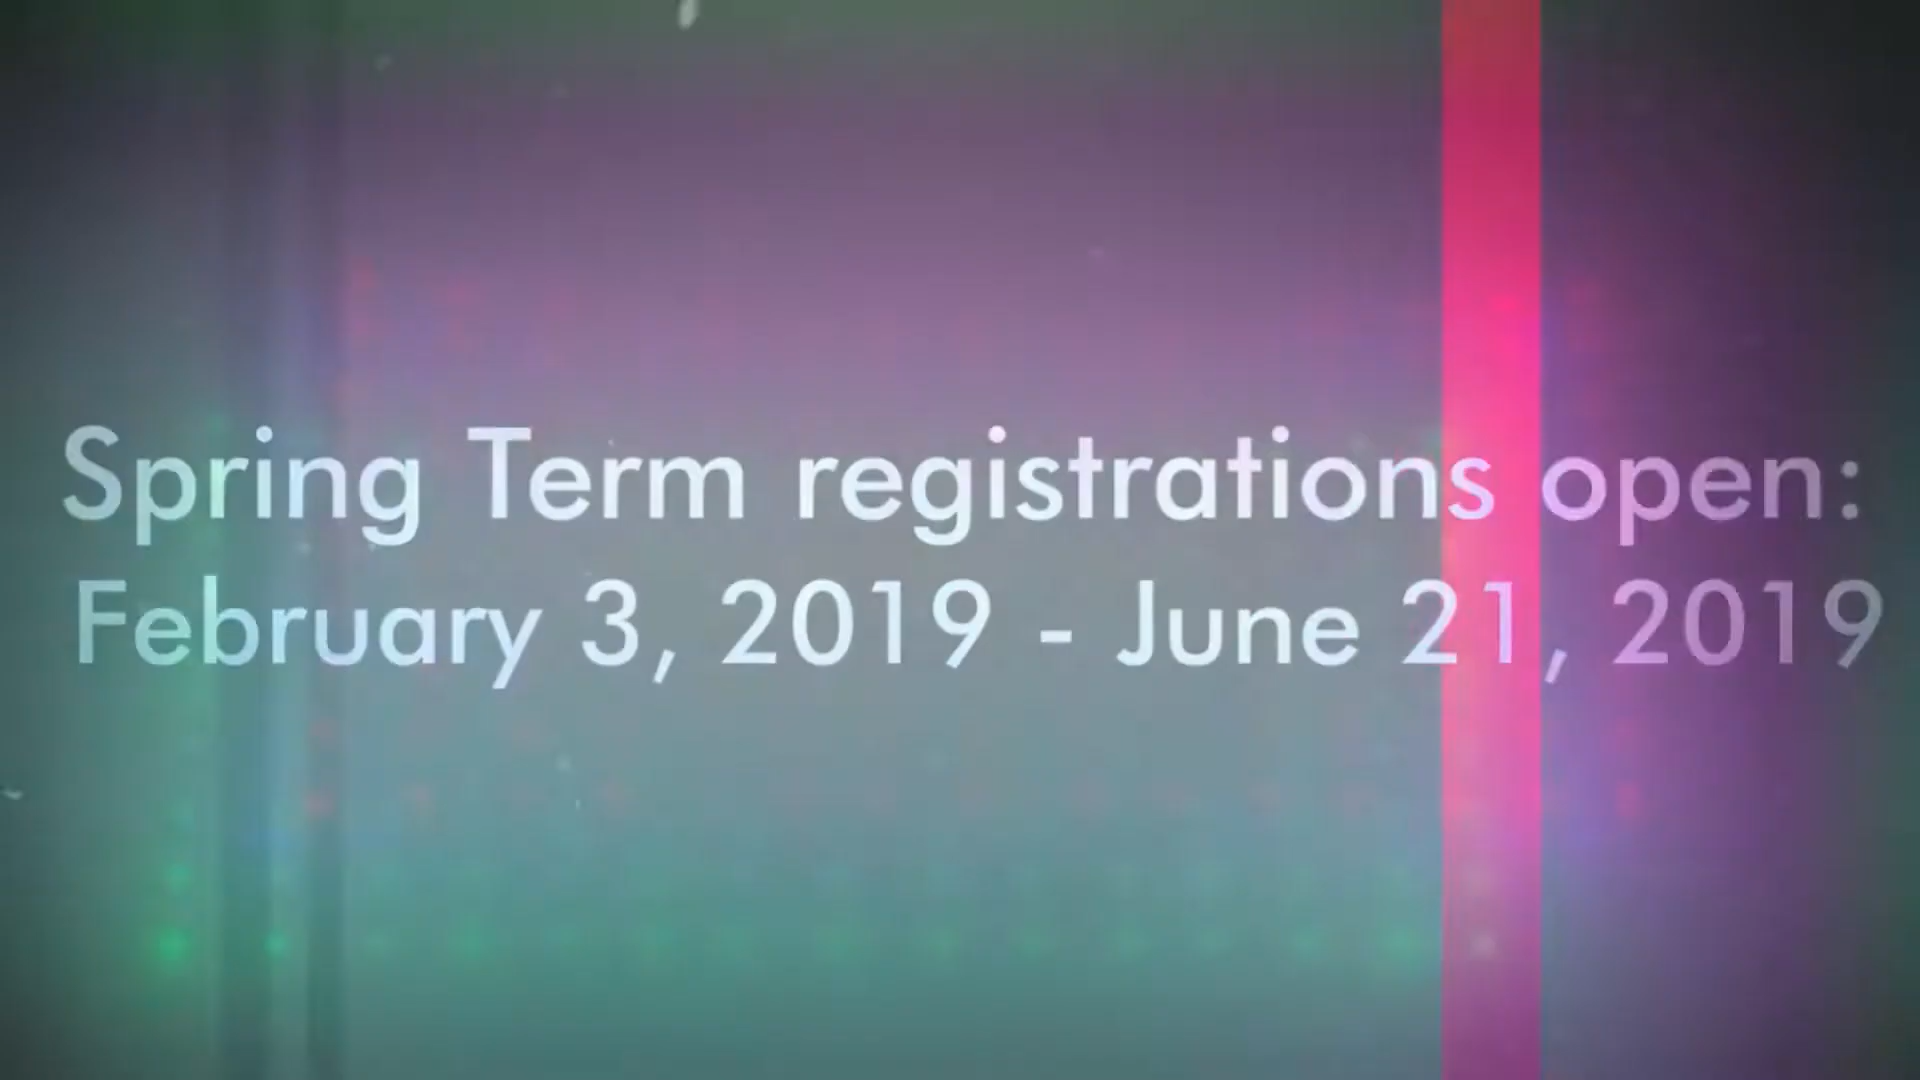 Spring Term registrations open:
February 3, 2019 - June 21, 2019